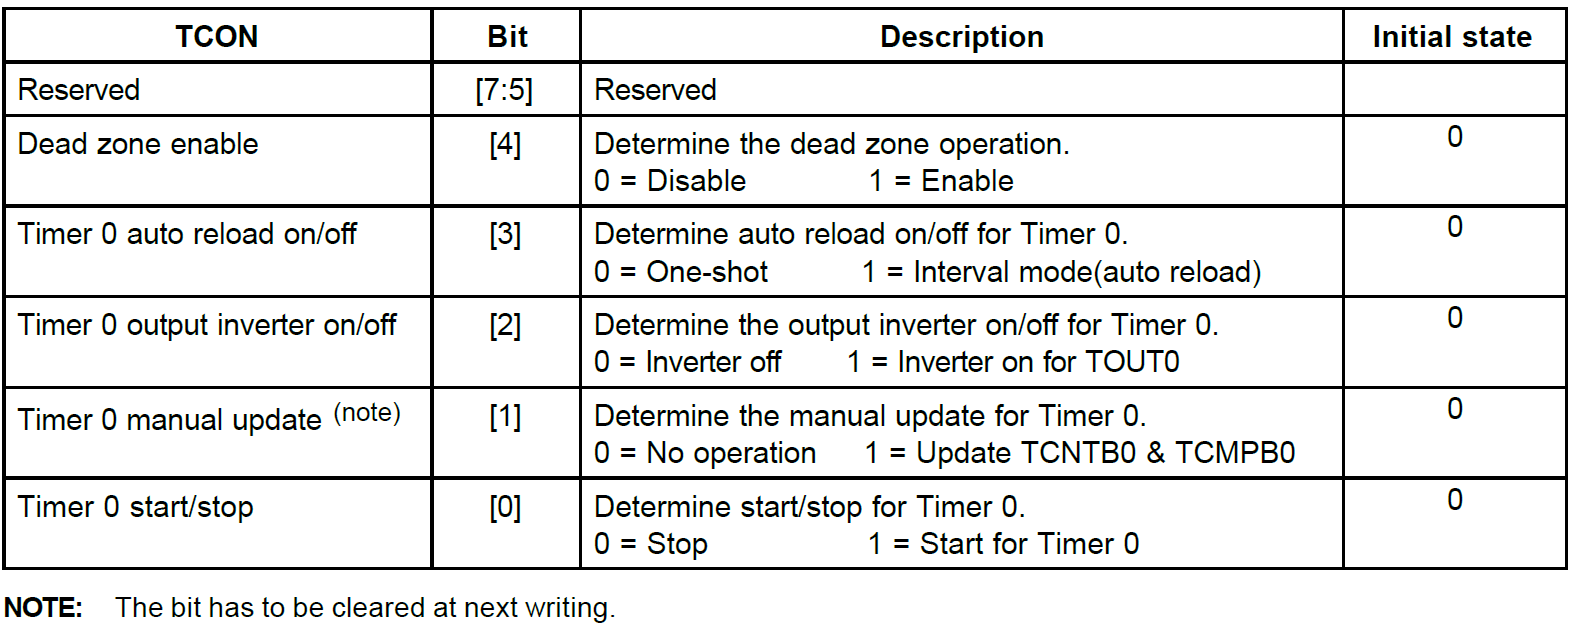 TCON Bit Description Initial state
Reserved [7:5] Reserved
Dead zone enable [4] Determine the dead zone operation. 0
0 = Disable 1 = Enable
Timer 0 auto reload on/off [3] Determine auto reload on/off for Timer 0. 0
0 = One-shot 1 = Interval mode(auto reload)
Timer 0 output inverter on/off [2] Determine the output inverter on/off for Timer 0. 0
0 = Inverter off 1 = Inverter on for TOUT0
Timer 0 manual update (note) [1] Determine the manual update for Timer 0. 0
0 = No operation 1 = Update TCNTB0 & TCMPB0
Timer 0 start/stop [0] Determine start/stop for Timer 0. 0
0 = Stop 1 = Start for Timer 0
NOTE: The bit has to be cleared at next writing.